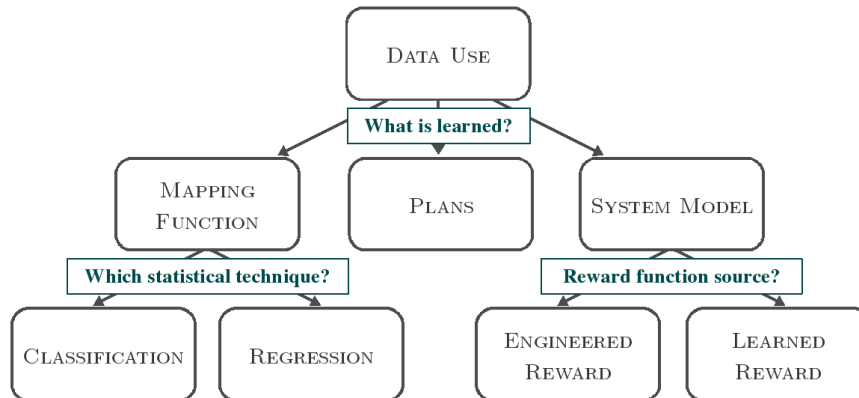 DATA USE
What is learned?
MAPPING
FUNCTION
PLANS
SYSTEM MODEL
Which statistical technique?
Reward function source?
CLASSIFICATION
REGRESSION
ENGINEERED
REWARD
LEARNED
REWARD